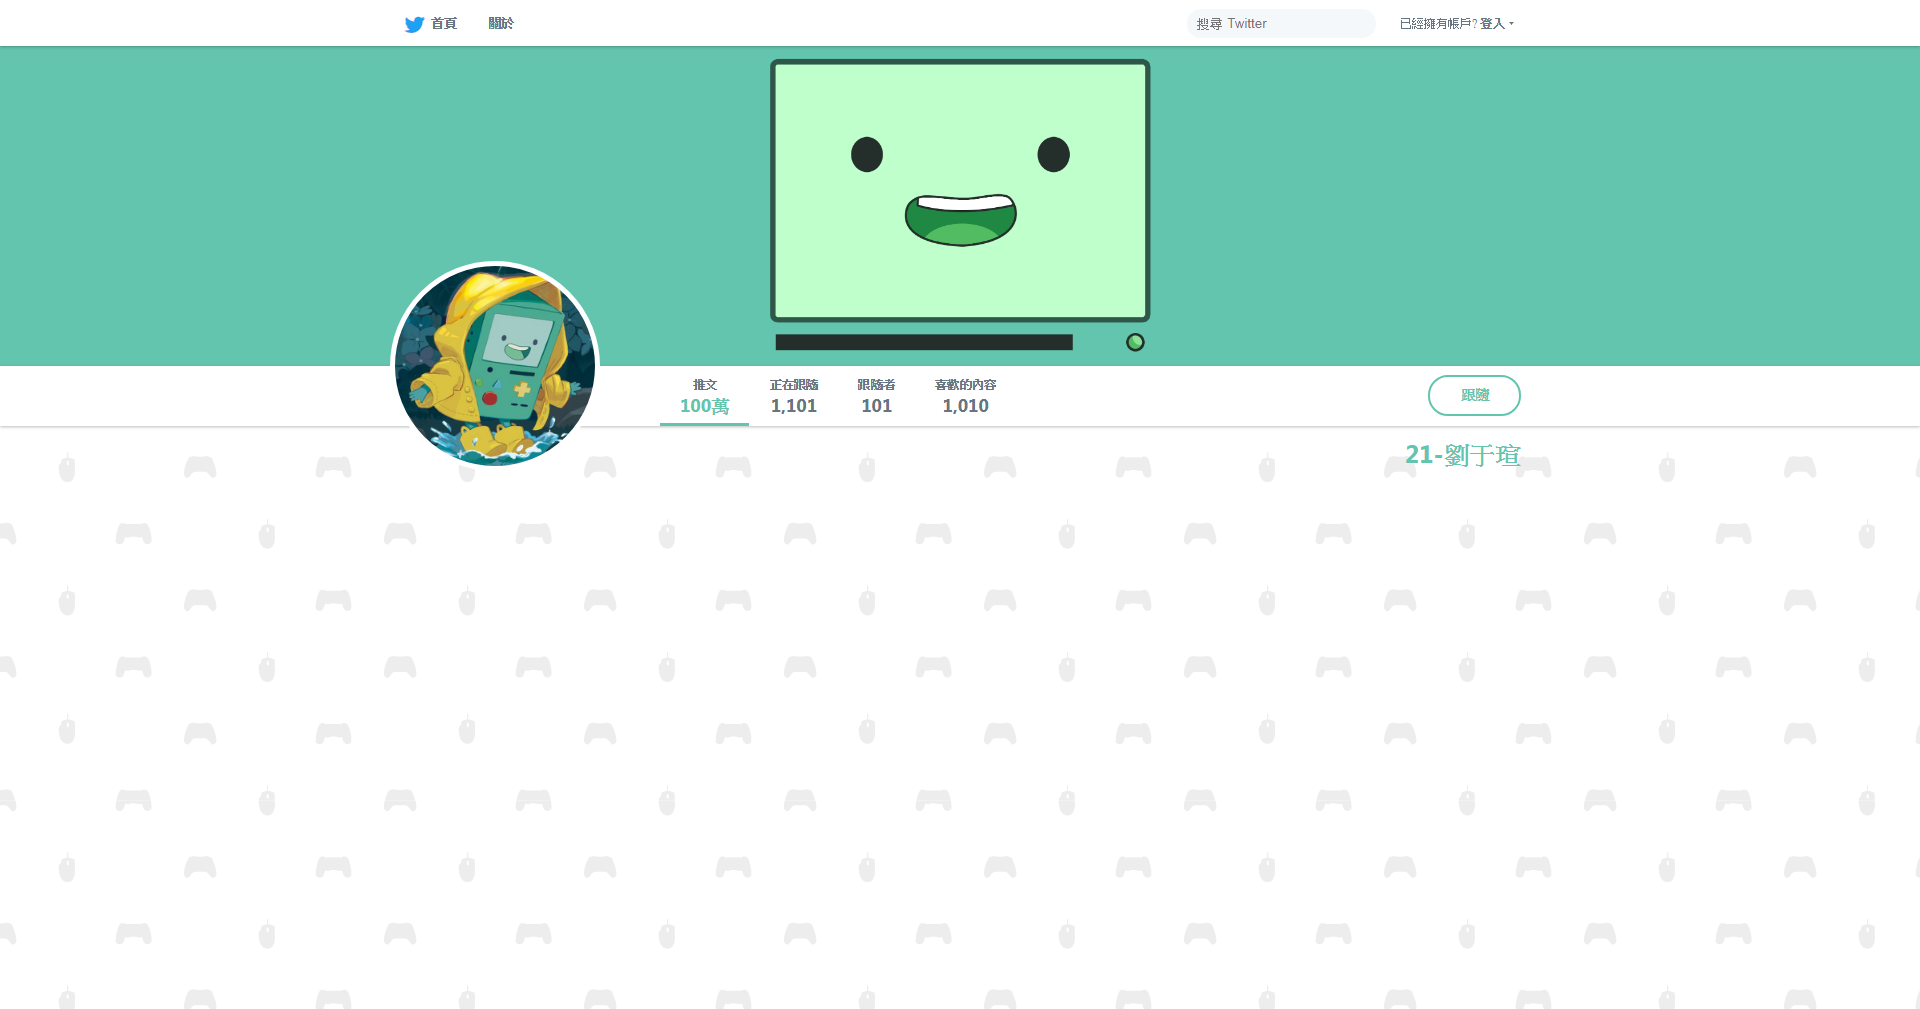 首頁 關於 搜尋 Twitter 已經擁有帳戶? 登入
推文 正在跟隨 跟隨者 喜歡的內容
100萬 1,101 101 1,010 跟隨
21-劉于瑄